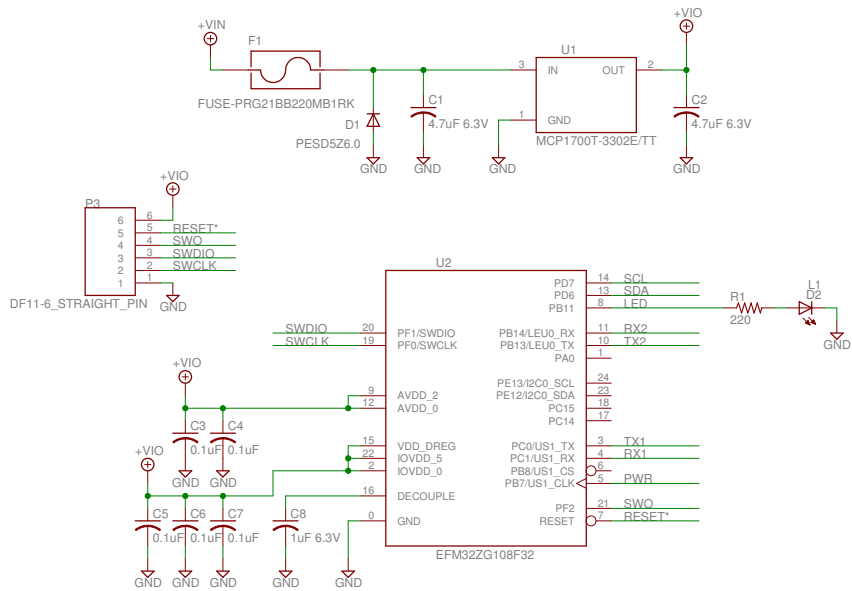 +VIN
+VIO
F1
U1
3 IN OUT 2
FUSE-PRG21BB220MB1RK
C1
4.7uF 6.3V
C2
4.7uF 6.3V
D1
PESD5Z6.0
1 GND
MCP1700T-3302E/TT
GND
GND
GND
GND
+VIO
P3
6 6
5 5 RESET*
4 4 SWO
3 3 SWDIO
2 2 SWCLK
1 1
DF11-6_STRAIGHT_PIN
GND
U2
PD7 14 SCL
PD6 13 SDA
PB11 8 LED
R1
220
L1
D2
GND
SWDIO 20 PF1/SWDIO
SWCLK 19 PF0/SWCLK
PB14/LEU0_RX 11 RX2
PB13/LEU0_TX 10 TX2
PA0 1
+VIO
9 AVDD_2
12 AVDD_0
PE13/I2C0_SCL 24
PE12/I2C0_SDA 23
PC15 18
PC14 17
C3
0.1uF
C4
0.1uF
GND
GND
15 VDD_DREG
22 IOVDD_5
2 IOVDD_0
PC0/US1_TX 3 TX1
PC1/US1_RX 4 RX1
PB8/US1_CS 6
PB7/US1_CLK 5 PWR
+VIO
16 DECOUPLE
0 GND
PF2 21 SWO
RESET 7 RESET*
C5
0.1uF
C6
0.1uF
C7
0.1uF
C8
1uF 6.3V
EFM32ZG108F32
GND
GND
GND
GND
GND